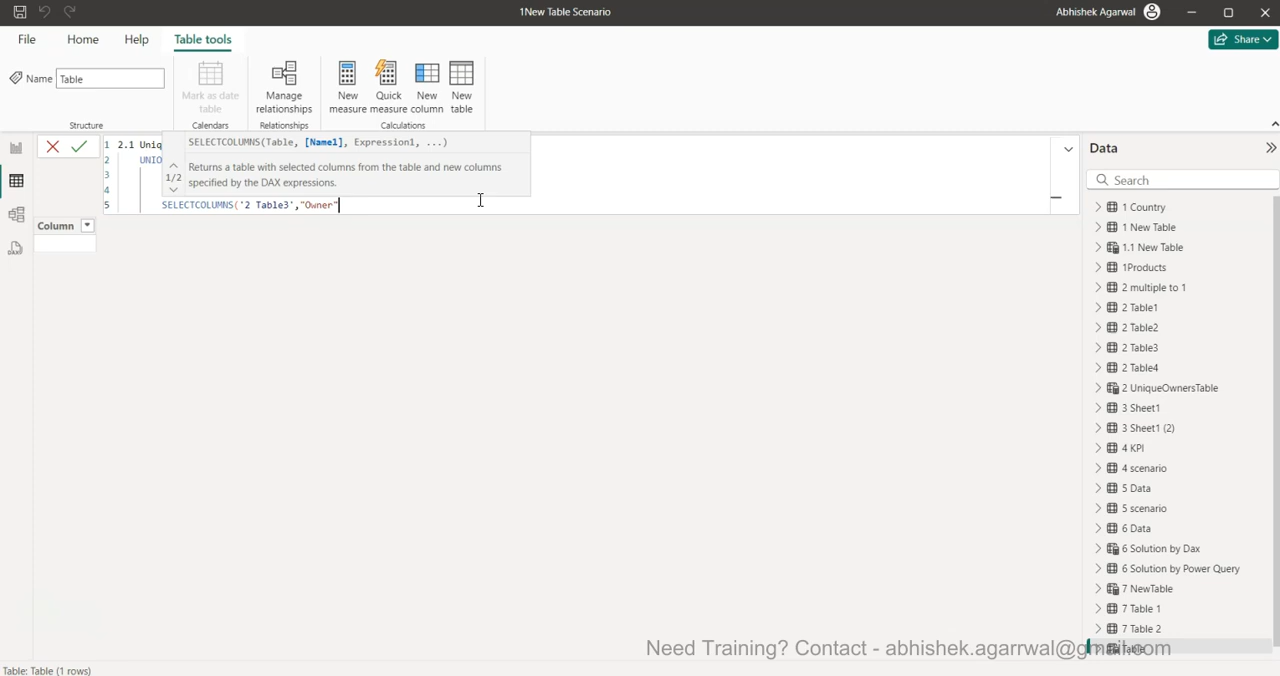 1New Table Scenario
Abhishek Agarwal
File Home Help Table tools
Share
Name Table
Mark as date table
Manage relationships
New measure
Quick measure
New column
New table
Structure
Calendars
Relationships
Calculations
1 2.1 Uniq
2 UNIO
3
4
5 SELECTCOLUMNS('2 Table3',"Owner"
SELECTCOLUMNS(Table, [Name1], Expression1, ...)
1/2
Returns a table with selected columns from the table and new columns
specified by the DAX expressions.
Column
Data
Search
1 Country
1 New Table
1.1 New Table
1Products
2 multiple to 1
2 Table1
2 Table2
2 Table3
2 Table4
2 UniqueOwnersTable
3 Sheet1
3 Sheet1 (2)
4 KPI
4 scenario
5 Data
5 scenario
6 Data
6 Solution by Dax
6 Solution by Power Query
7 NewTable
7 Table 1
7 Table 2
Table
Need Training? Contact - abhishek.agarrwal@gmail.com
Table: Table (1 rows)